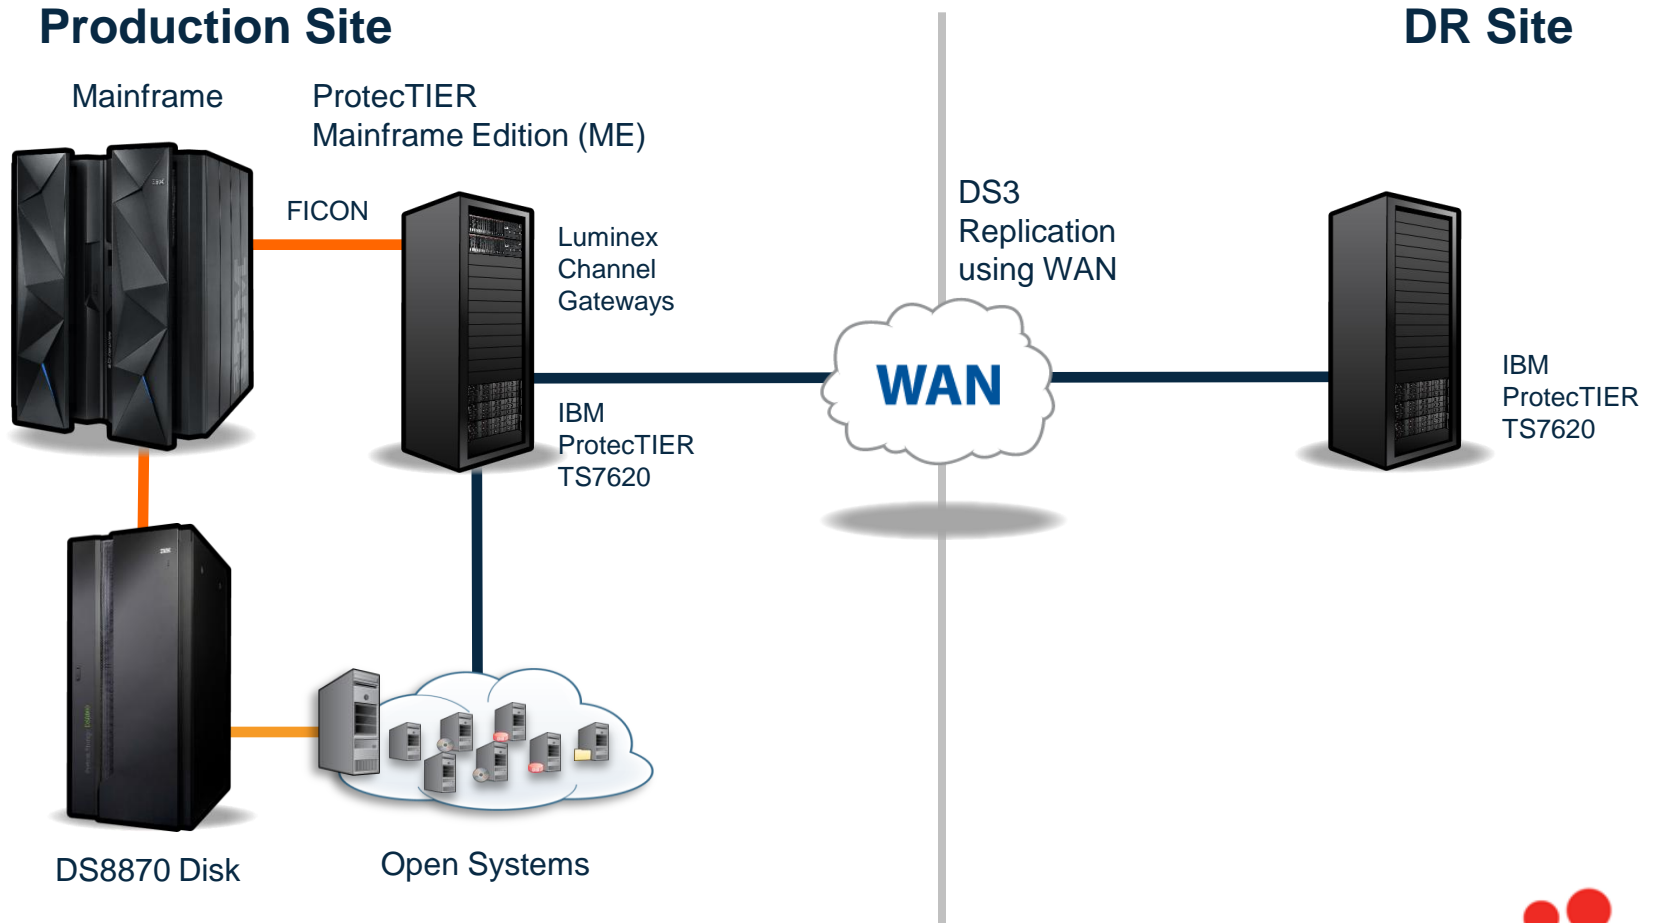 Production Site
DR Site
Mainframe
ProtecTIER
Mainframe Edition (ME)
FICON
Luminex
Channel
Gateways
DS3
Replication
using WAN
WAN
IBM
ProtecTIER
TS7620
IBM
ProtecTIER
TS7620
DS8870 Disk
Open Systems